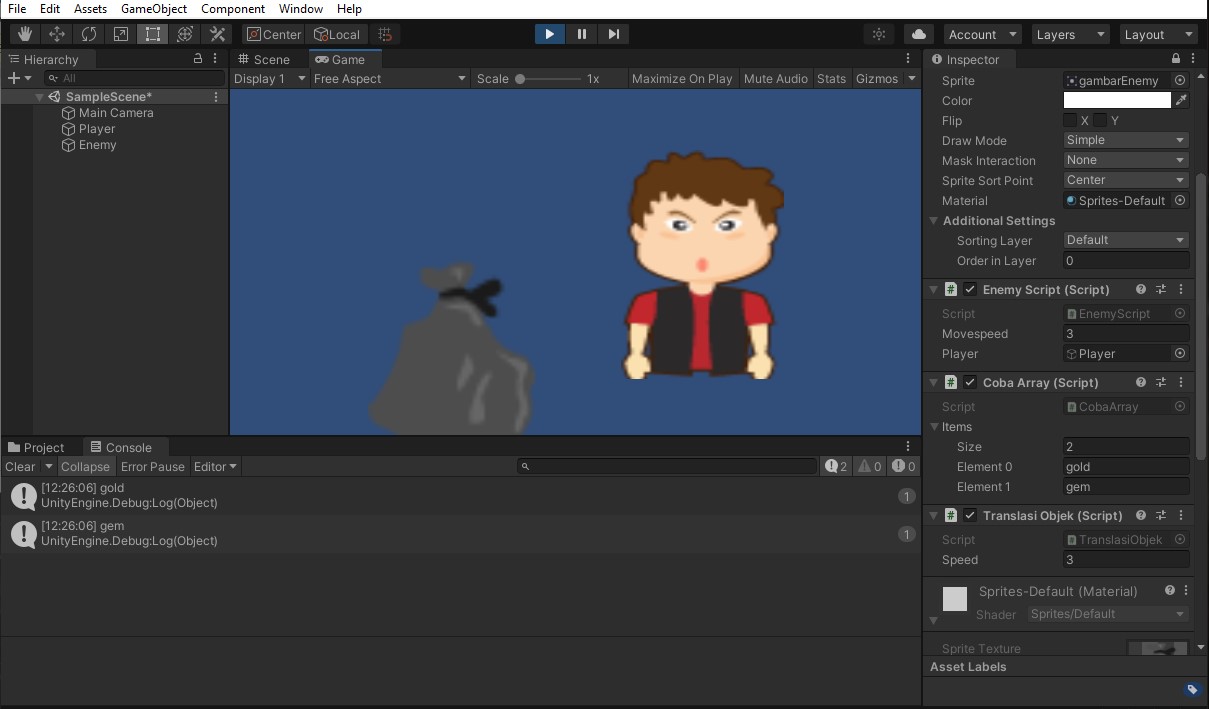 File Edit Assets GameObject Component Window Help
Center Local Account Layers Layout
Hierarchy
All
SampleScene*
Main Camera
Player
Enemy
Scene Game
Display 1 Free Aspect Scale 1x Maximize On Play Mute Audio Stats Gizmos
Inspector
Sprite gambarEnemy
Color
Flip X Y
Draw Mode Simple
Mask Interaction None
Sprite Sort Point Center
Material Sprites-Default
Additional Settings
Sorting Layer Default
Order in Layer 0
Enemy Script (Script)
Script EnemyScript
Movespeed 3
Player Player
Coba Array (Script)
Script CobaArray
Items
Size 2
Element 0 gold
Element 1 gem
Translasi Objek (Script)
Script TranslasiObjek
Speed 3
Sprites-Default (Material)
Shader Sprites/Default
Sprite Texture
Asset Labels
Project Console
Clear Collapse Error Pause Editor 2 0 0
[12:26:06] gold
UnityEngine.Debug:Log(Object)
1
[12:26:06] gem
UnityEngine.Debug:Log(Object)
1